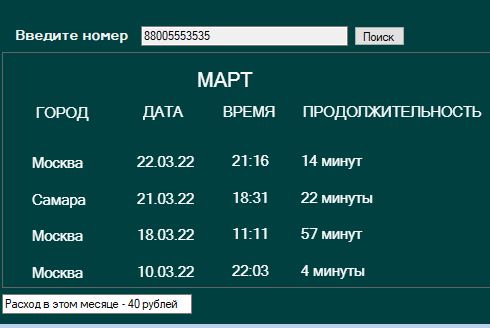 Введите номер 88005553535 Поиск
МАРТ
ГОРОД ДАТА ВРЕМЯ ПРОДОЛЖИТЕЛЬНОСТЬ
Москва 22.03.22 21:16 14 минут
Самара 21.03.22 18:31 22 минуты
Москва 18.03.22 11:11 57 минут
Москва 10.03.22 22:03 4 минуты
Расход в этом месяце - 40 рублей